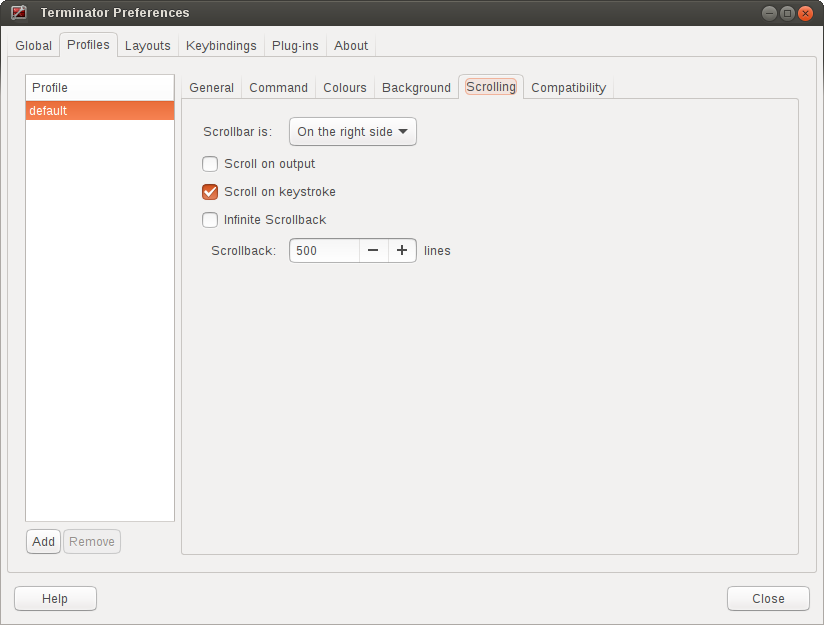 Terminator Preferences
Global Profiles Layouts Keybindings Plug-ins About
Profile
default
General Command Colours Background Scrolling Compatibility
Scrollbar is: On the right side
Scroll on output
Scroll on keystroke
Infinite Scrollback
Scrollback: 500 − + lines
Add Remove
Help Close